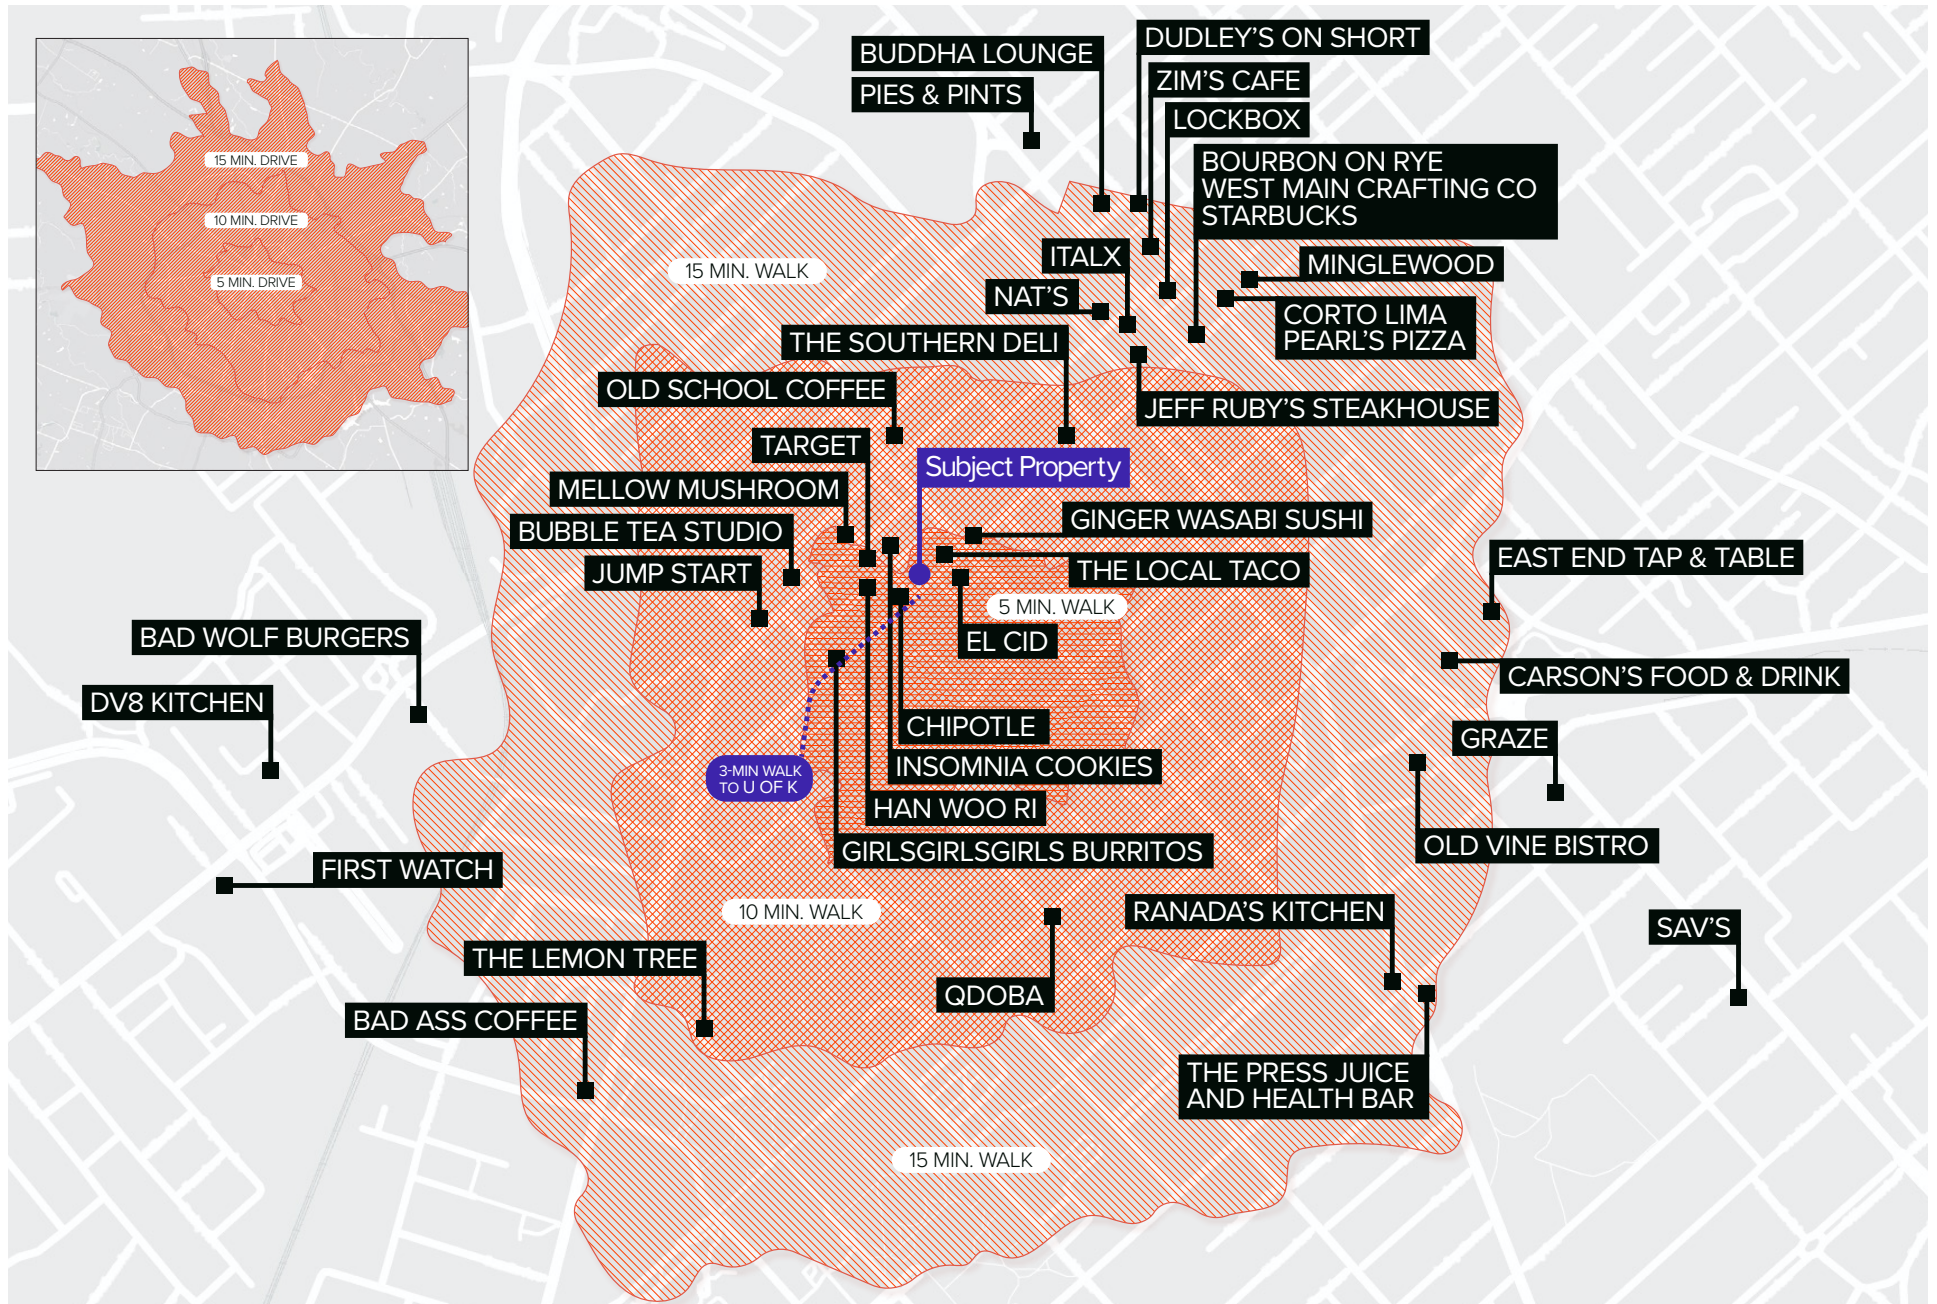 BUDDHA LOUNGE
PIES & PINTS
DUDLEY'S ON SHORT
ZIM'S CAFE
LOCKBOX
BOURBON ON RYE
WEST MAIN CRAFTING CO
STARBUCKS
15 MIN. DRIVE
10 MIN. DRIVE
5 MIN. DRIVE
15 MIN. WALK
ITALX
NAT'S
MINGLEWOOD
CORTO LIMA
PEARL'S PIZZA
THE SOUTHERN DELI
OLD SCHOOL COFFEE
JEFF RUBY'S STEAKHOUSE
TARGET
Subject Property
MELLOW MUSHROOM
BUBBLE TEA STUDIO
JUMP START
GINGER WASABI SUSHI
THE LOCAL TACO
EAST END TAP & TABLE
5 MIN. WALK
EL CID
BAD WOLF BURGERS
DV8 KITCHEN
CARSON'S FOOD & DRINK
CHIPOTLE
GRAZE
3-MIN WALK
TO U OF K
INSOMNIA COOKIES
HAN WOO RI
GIRLSGIRLSGIRLS BURRITOS
OLD VINE BISTRO
FIRST WATCH
10 MIN. WALK
RANADA'S KITCHEN
SAV'S
THE LEMON TREE
QDOBA
BAD ASS COFFEE
THE PRESS JUICE
AND HEALTH BAR
15 MIN. WALK